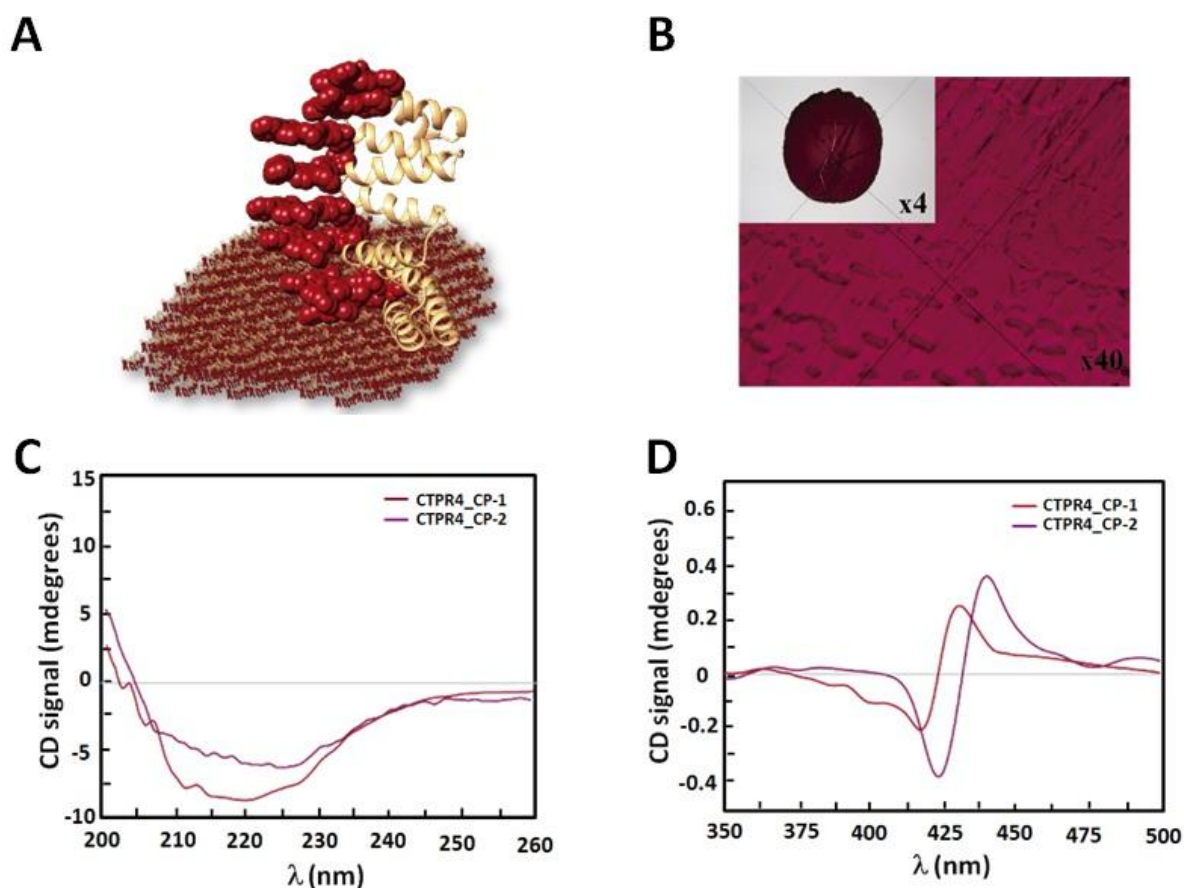 A
B
x4
x40
C
15
10
5
0
-5
-10
200
210
220
230
240
250
260
CD signal (mdegrees)
λ (nm)
CTPR4_CP-1
CTPR4_CP-2
D
0.6
0.4
0.2
0
-0.2
-0.4
350
375
400
425
450
475
500
CD signal (mdegrees)
λ (nm)
CTPR4_CP-1
CTPR4_CP-2